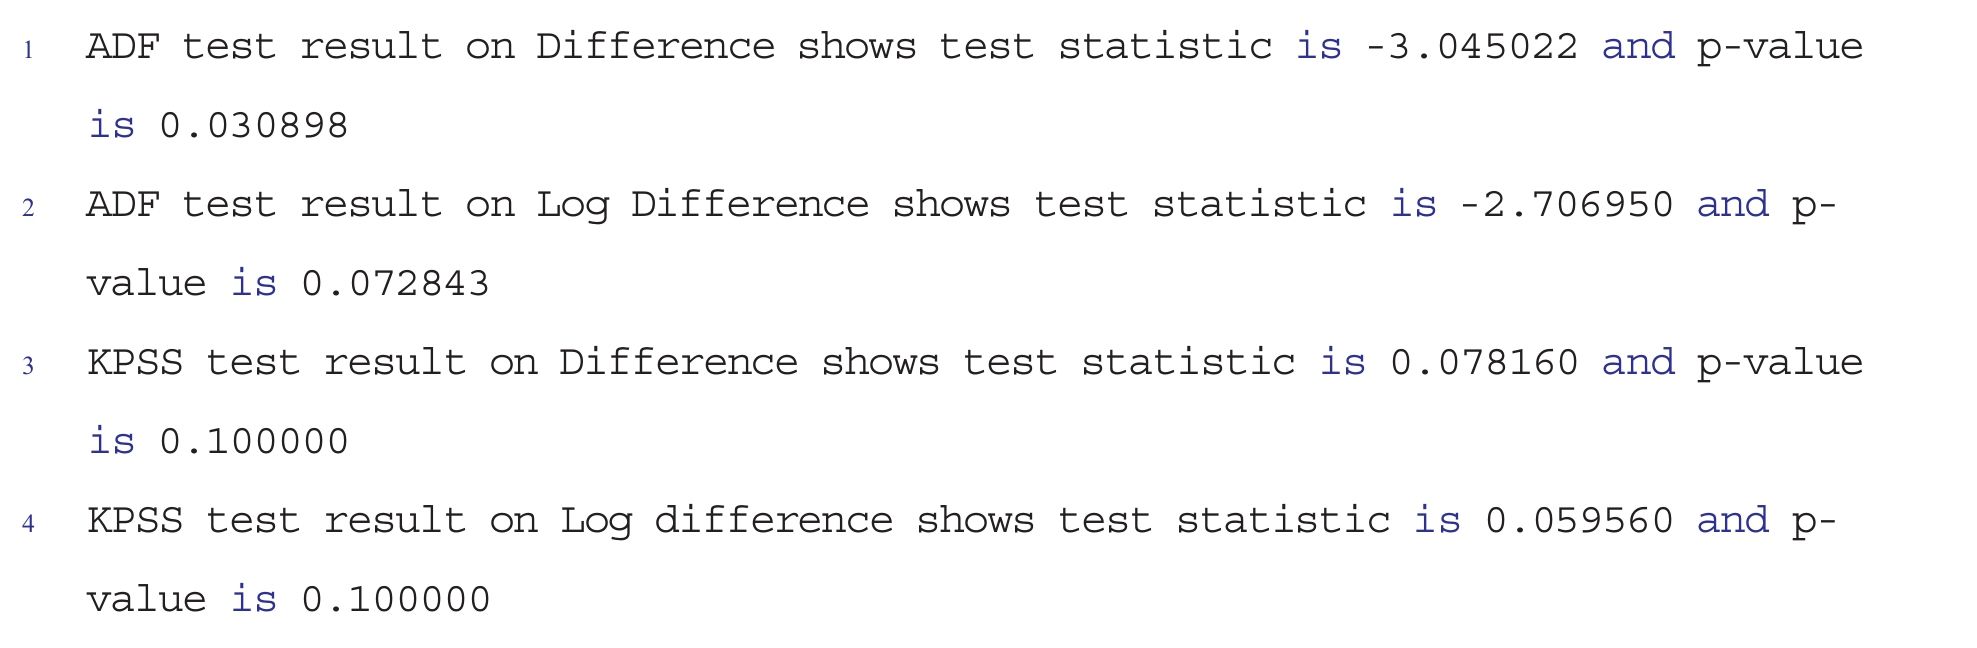 1 ADF test result on Difference shows test statistic is -3.045022 and p-value
is 0.030898
2 ADF test result on Log Difference shows test statistic is -2.706950 and p-
value is 0.072843
3 KPSS test result on Difference shows test statistic is 0.078160 and p-value
is 0.100000
4 KPSS test result on Log difference shows test statistic is 0.059560 and p-
value is 0.100000